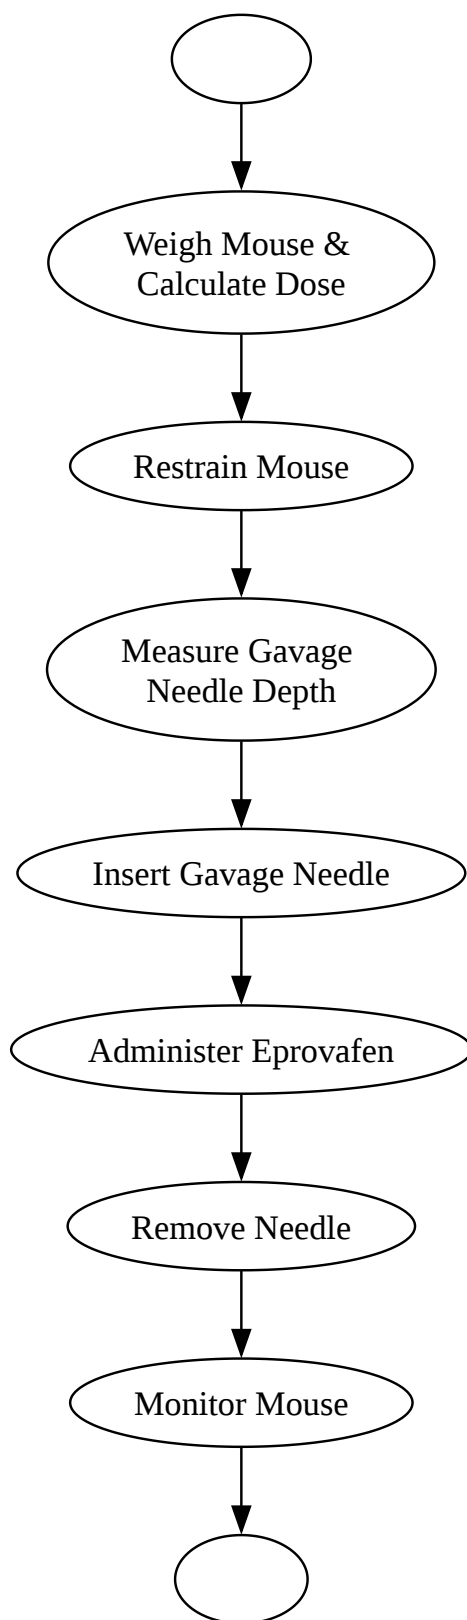 Weigh Mouse &
Calculate Dose
Restrain Mouse
Measure Gavage
Needle Depth
Insert Gavage Needle
Administer Eprovafen
Remove Needle
Monitor Mouse